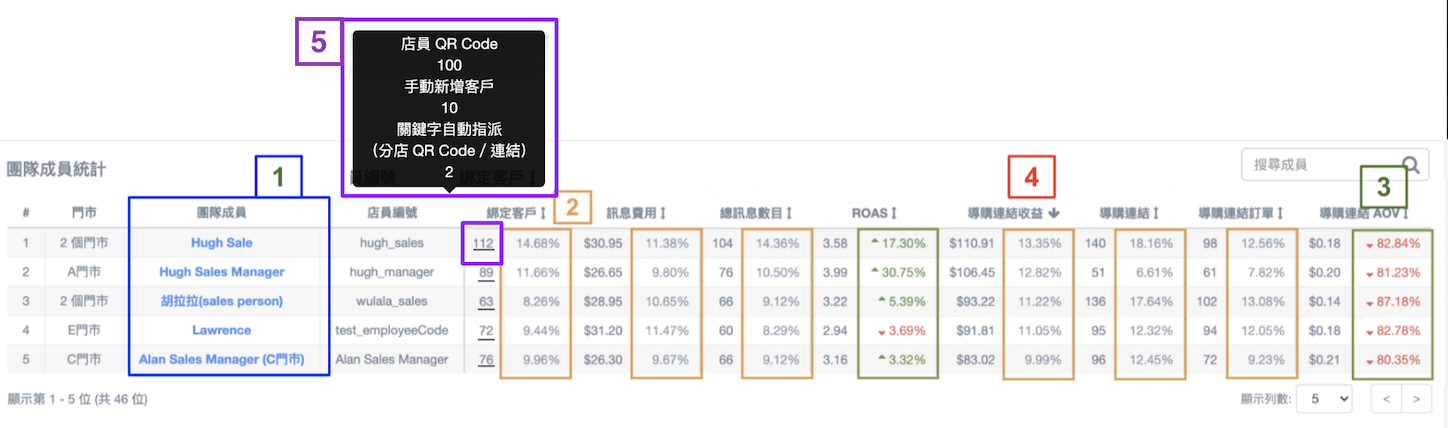 5
店員 QR Code
100
手動新增客戶
10
關鍵字自動指派
(分店 QR Code / 連結)
2
團隊成員統計
1
員編號
綁定客戶
4
搜尋成員
3
# 門市 團隊成員 店員編號 綁定客戶 2 訊息費用 總訊息數目 ROAS 導購連結收益 導購連結 導購連結訂單 導購連結 AOV
1 2 個門市 Hugh Sale hugh_sales 112 14.68% $30.95 11.38% 104 14.36% 3.58 17.30% $110.91 13.35% 140 18.16% 98 12.56% $0.18 82.84%
2 A門市 Hugh Sales Manager hugh_manager 89 11.66% $26.65 9.80% 76 10.50% 3.99 30.75% $106.45 12.82% 51 6.61% 61 7.82% $0.20 81.23%
3 2 個門市 胡拉拉(sales person) wulala_sales 63 8.26% $28.95 10.65% 66 9.12% 3.22 5.39% $93.22 11.22% 136 17.64% 102 13.08% $0.14 87.18%
4 E門市 Lawrence test_employeeCode 72 9.44% $31.20 11.47% 60 8.29% 2.94 3.69% $91.81 11.05% 95 12.32% 94 12.05% $0.18 82.78%
5 C門市 Alan Sales Manager (C門市) Alan Sales Manager 76 9.96% $26.30 9.67% 66 9.12% 3.16 3.32% $83.02 9.99% 96 12.45% 72 9.23% $0.21 80.35%
顯示第 1 - 5 位 (共 46 位)
顯示列數: 5 < >